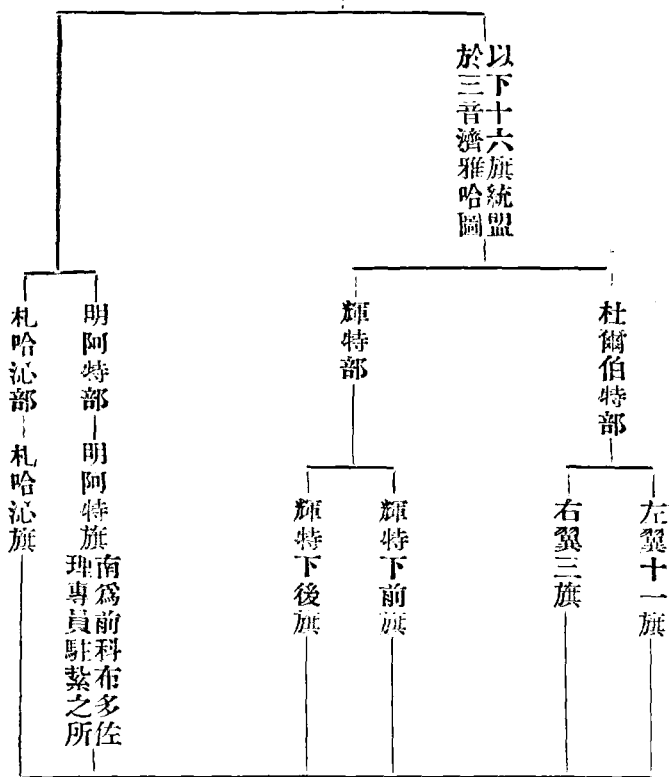 以下十六旗統盟
於三音濟雅哈圖
杜爾伯特部
左翼十一旗
右翼三旗
輝特部
輝特下前旗
輝特下後旗
明阿特部
明阿特旗
南爲前科布多佐
理專員駐紮之所
札哈沁部
札哈沁旗